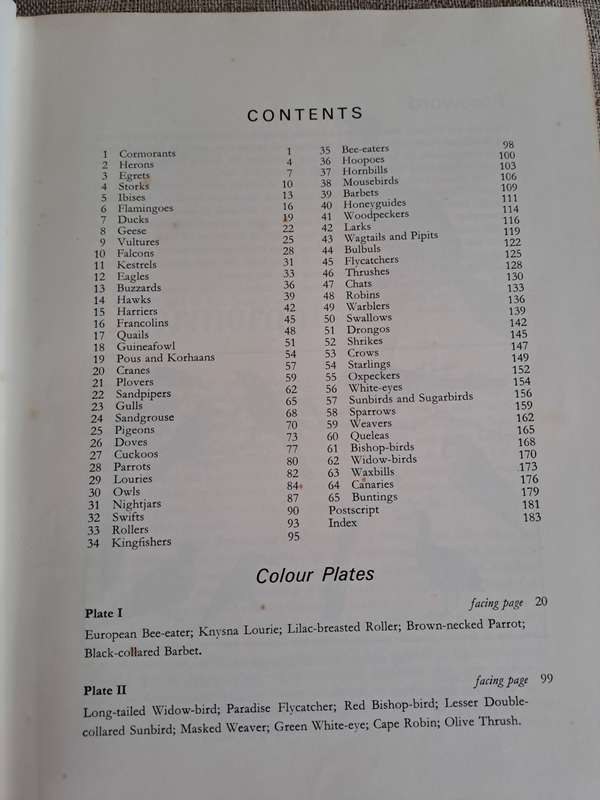 CONTENTS
1 Cormorants 1
2 Herons 4
3 Egrets 7
4 Storks 10
5 Ibises 13
6 Flamingoes 16
7 Ducks 19
8 Geese 22
9 Vultures 25
10 Falcons 28
11 Kestrels 31
12 Eagles 33
13 Buzzards 36
14 Hawks 39
15 Harriers 42
16 Francolins 45
17 Quails 48
18 Guineafowl 51
19 Pous and Korhaans 54
20 Cranes 57
21 Plovers 59
22 Sandpipers 62
23 Gulls 65
24 Sandgrouse 68
25 Pigeons 70
26 Doves 73
27 Cuckoos 77
28 Parrots 80
29 Louries 82
30 Owls 84
31 Nightjars 87
32 Swifts 90
33 Rollers 93
34 Kingfishers 95
35 Bee-eaters 98
36 Hoopoes 100
37 Hornbills 103
38 Mousebirds 106
39 Barbets 109
40 Honeyguides 111
41 Woodpeckers 114
42 Larks 116
43 Wagtails and Pipits 119
44 Bulbuls 122
45 Flycatchers 125
46 Thrushes 128
47 Chats 130
48 Robins 133
49 Warblers 136
50 Swallows 139
51 Drongos 142
52 Shrikes 145
53 Crows 147
54 Starlings 149
55 Oxpeckers 152
56 White-eyes 154
57 Sunbirds and Sugarbirds 156
58 Sparrows 159
59 Weavers 162
60 Queleas 165
61 Bishop-birds 168
62 Widow-birds 170
63 Waxbills 173
64 Canaries 176
65 Buntings 179
Postscript 181
Index 183
Colour Plates
Plate I facing page 20
European Bee-eater; Knysna Lourie; Lilac-breasted Roller; Brown-necked Parrot;
Black-collared Barbet.
Plate II facing page 99
Long-tailed Widow-bird; Paradise Flycatcher; Red Bishop-bird; Lesser Double-
collared Sunbird; Masked Weaver; Green White-eye; Cape Robin; Olive Thrush.